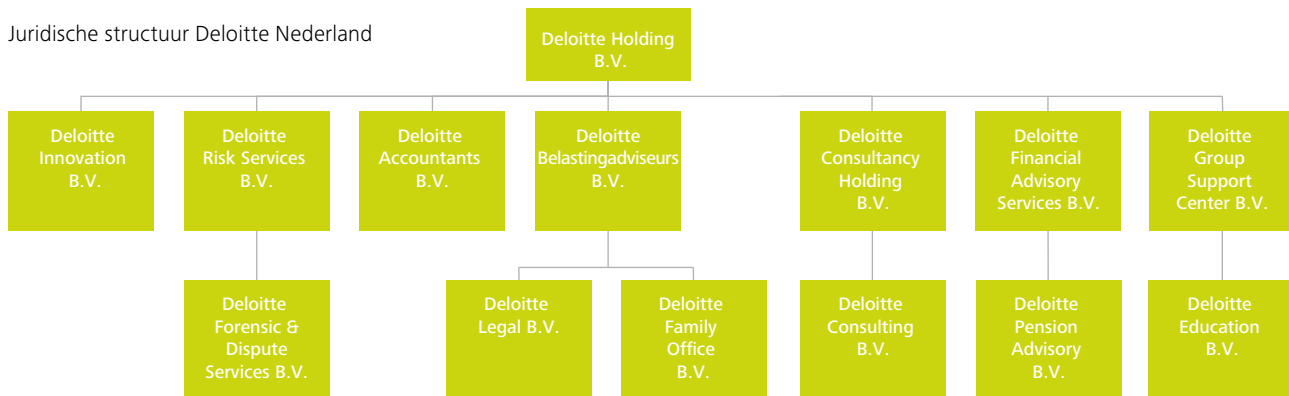 Juridische structuur Deloitte Nederland
Deloitte Holding
B.V.
Deloitte
Innovation
B.V.
Deloitte
Risk Services
B.V.
Deloitte
Accountants
B.V.
Deloitte
Belastingadviseurs
B.V.
Deloitte
Consultancy
Holding
B.V.
Deloitte
Financial
Advisory
Services B.V.
Deloitte
Group
Support
Center B.V.
Deloitte
Forensic &
Dispute
Services B.V.
Deloitte
Legal B.V.
Deloitte
Family
Office
B.V.
Deloitte
Consulting
B.V.
Deloitte
Pension
Advisory
B.V.
Deloitte
Education
B.V.